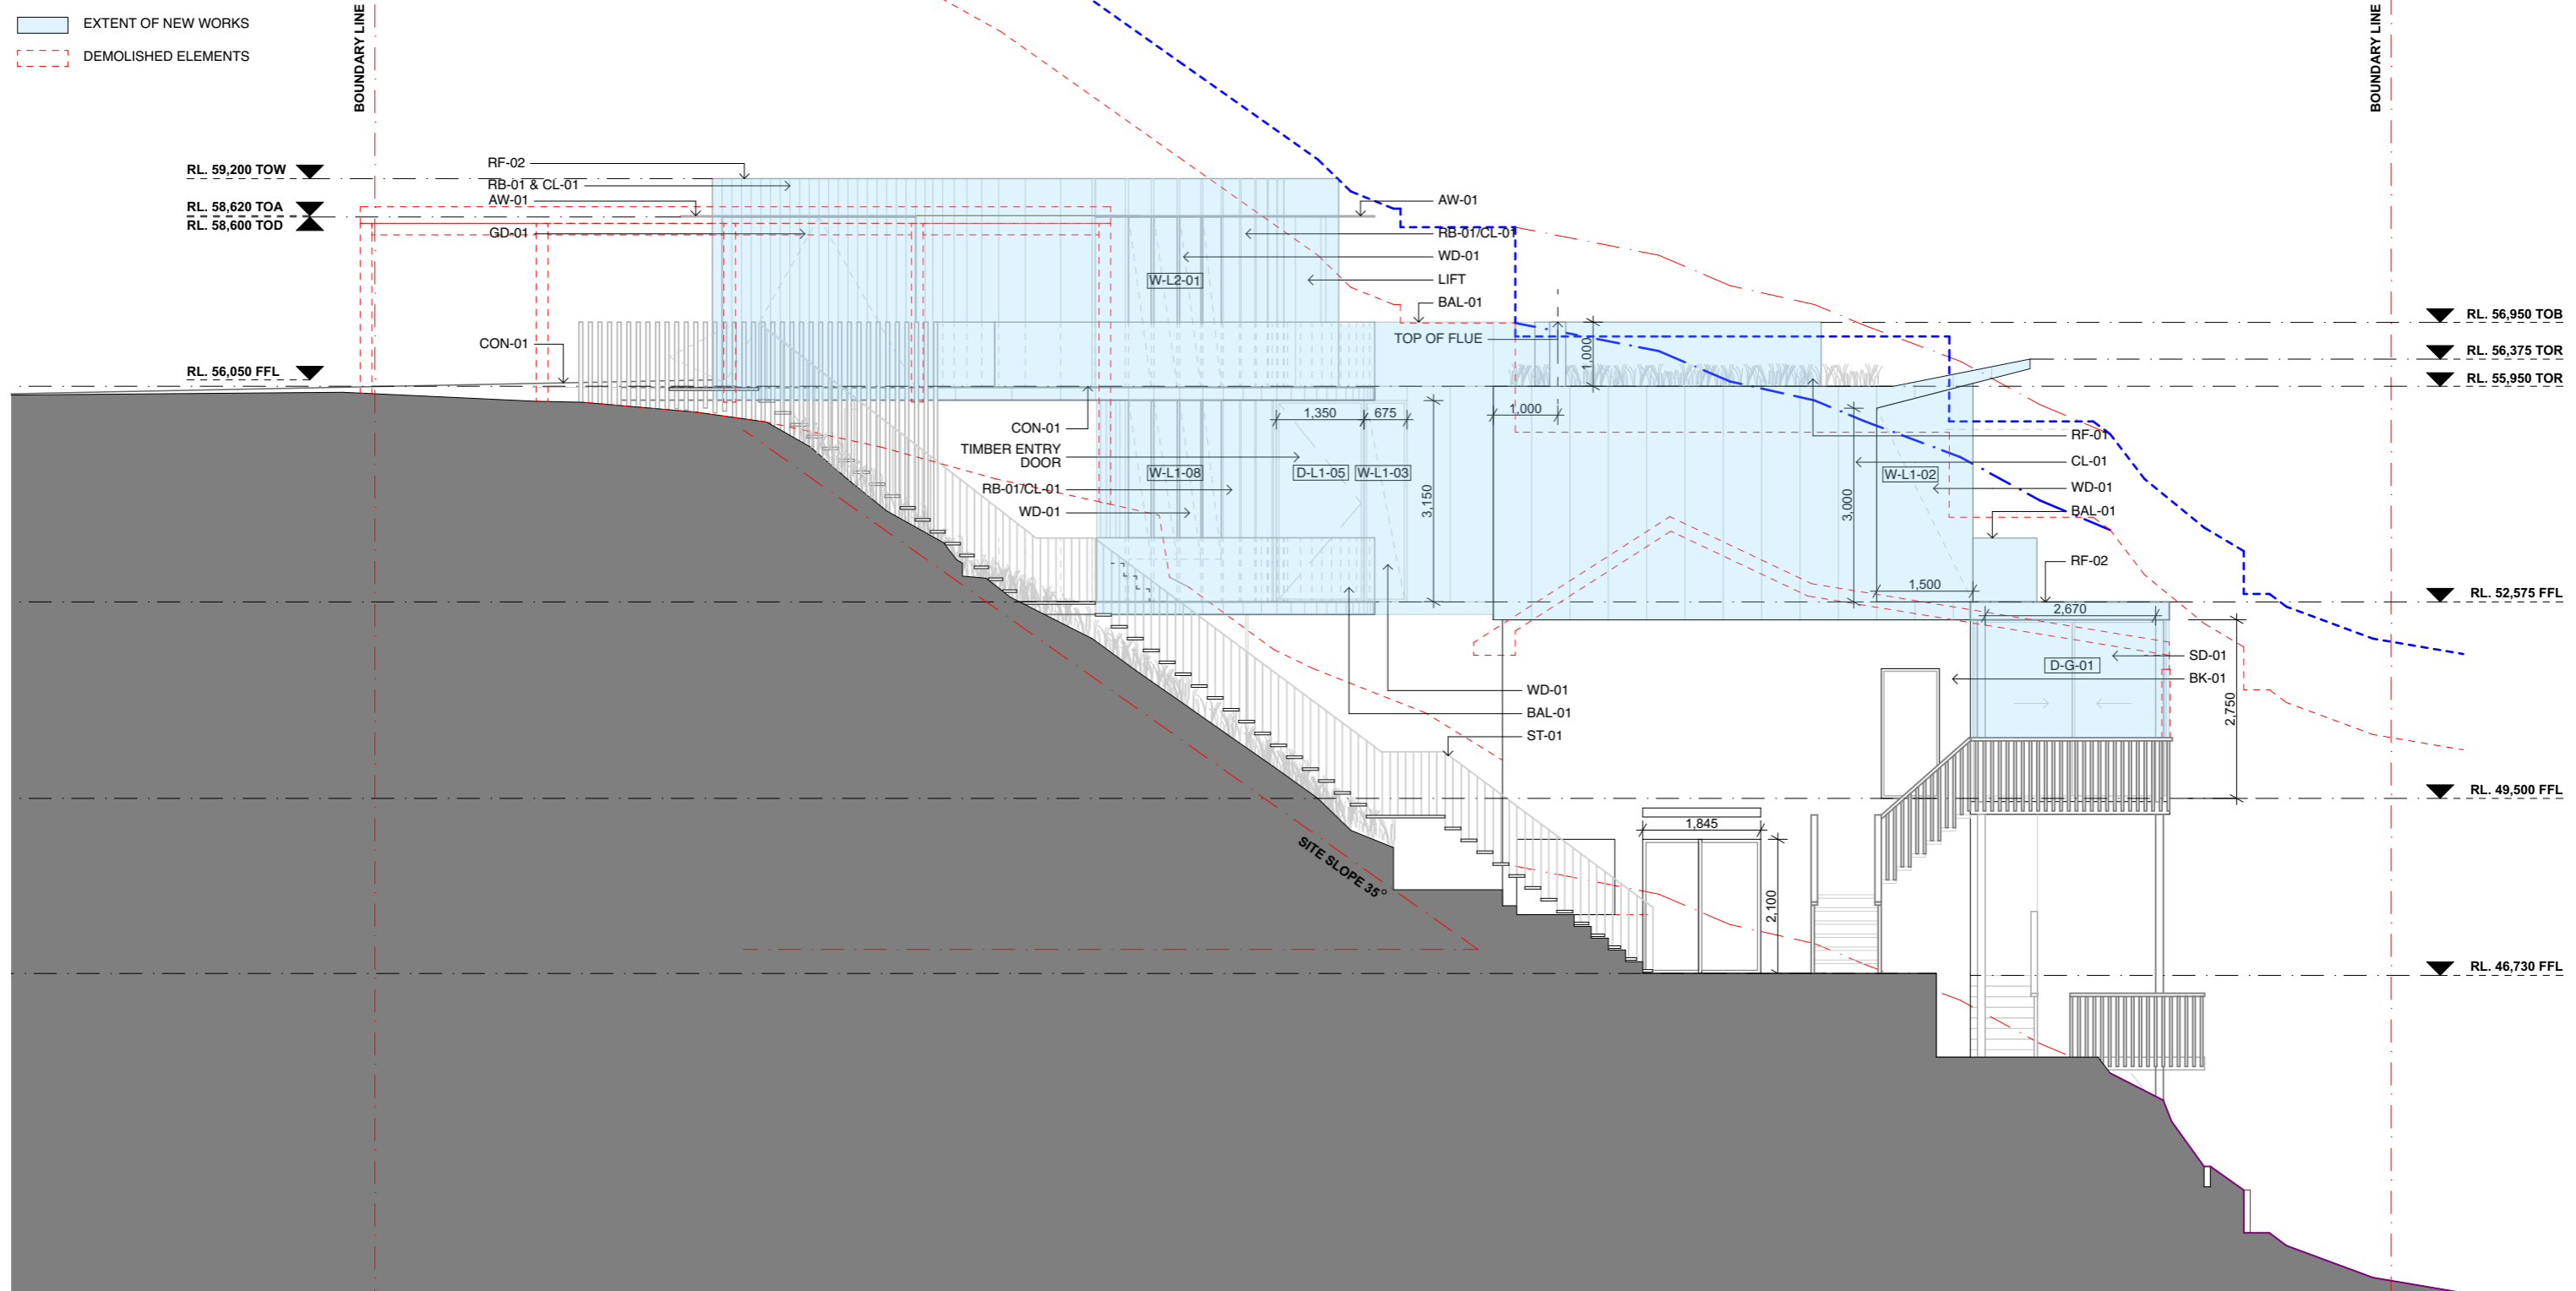 EXTENT OF NEW WORKS
DEMOLISHED ELEMENTS
BOUNDARY LINE
BOUNDARY LINE
RL. 59,200 TOW
RL. 58,620 TOA
RL. 58,600 TOD
RL. 56,050 FFL
RF-02
RB-01 & CL-01
AW-01
GD-01
CON-01
W-L2-01
AW-01
RB-01/CL-01
WD-01
LIFT
BAL-01
TOP OF FLUE
1,000
1,000
RL. 56,950 TOB
RL. 56,375 TOR
RL. 55,950 TOR
CON-01
TIMBER ENTRY
DOOR
RB-01/CL-01
WD-01
W-L1-08
1,350
675
D-L1-05
W-L1-03
3,150
3,000
W-L1-02
1,500
RF-01
CL-01
WD-01
BAL-01
RF-02
RL. 52,575 FFL
2,670
D-G-01
SD-01
BK-01
2,750
WD-01
BAL-01
ST-01
RL. 49,500 FFL
1,845
2,100
SITE SLOPE 35°
RL. 46,730 FFL